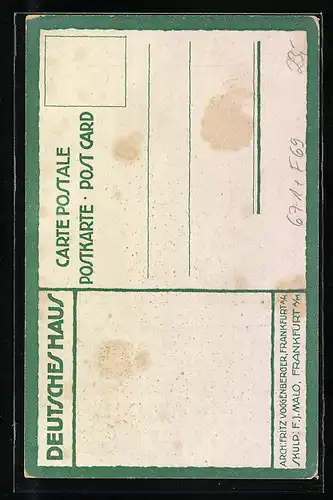 CARTE POSTALE
POSTKARTE · POST CARD
DEUTSCHES HAUS
ARCH: FRITZ VOGGENBERGER, FRANKFURT a/M.
SKULP: F. J. MALO, FRANKFURT a/M